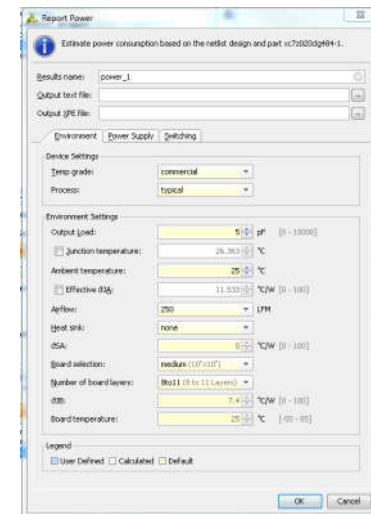 Report Power
Estimate power consumption based on the netlist design and part xc7z020clg484-1.
Results name: power_1
Output text file:
Output XPE file:
Environment Power Supply Switching
Device Settings
Temp grade: commercial
Process: typical
Environment Settings
Output Load: 5 pF [0 - 10000]
Junction temperature: 26.363 °C
Ambient temperature: 25 °C
Effective ϑJA: 11.533 °C/W [0 - 100]
Airflow: 250 LFM
Heat sink: none
ϑSA: 0 °C/W [0 - 100]
Board selection: medium (10"x10")
Number of board layers: 8to11 (8 to 11 Layers)
ϑJB: 7.4 °C/W [0 - 100]
Board temperature: 25 °C [-55 - 85]
Legend
User Defined Calculated Default
OK Cancel